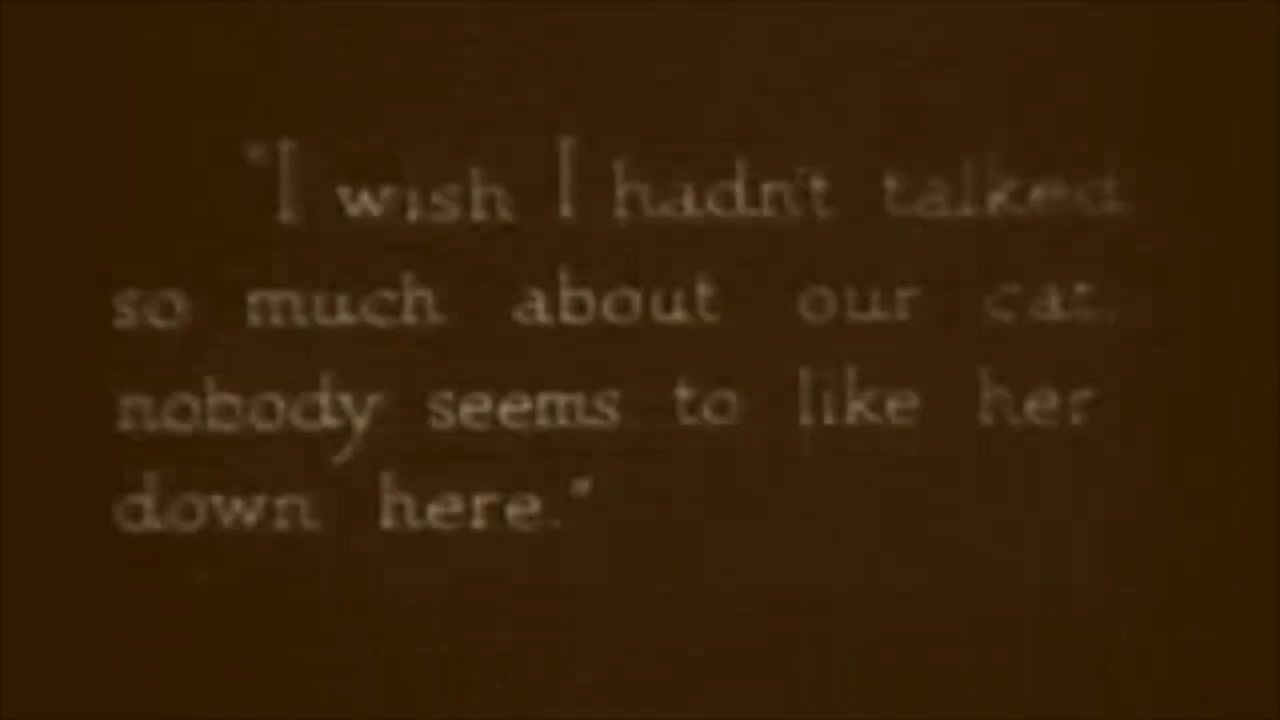 "I wish I hadn't talked
so much about our cat.
nobody seems to like her
down here."